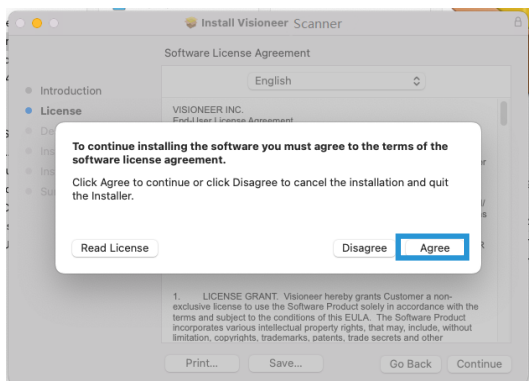 Install Visioneer Scanner
Software License Agreement
English
Introduction
License
VISIONEER INC.
End-User License Agreement
To continue installing the software you must agree to the terms of the
software license agreement.
Click Agree to continue or click Disagree to cancel the installation and quit
the Installer.
Read License
Disagree
Agree
1. LICENSE GRANT. Visioneer hereby grants Customer a non-
exclusive license to use the Software Product solely in accordance with the
terms and subject to the conditions of this EULA. The Software Product
incorporates various intellectual property rights, that may, include, without
limitation, copyrights, trademarks, patents, trade secrets and other
Print...
Save...
Go Back
Continue